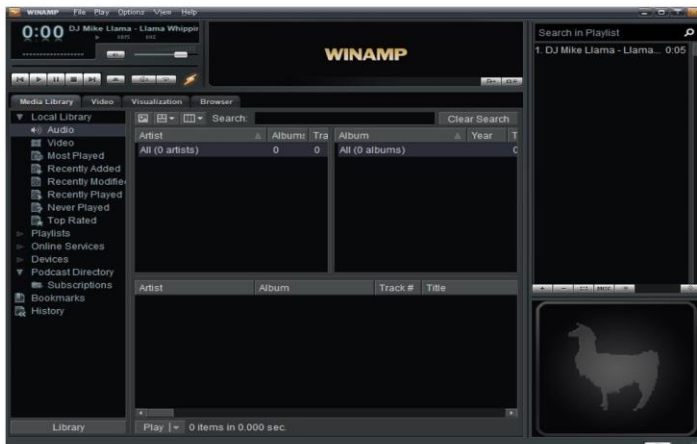 WINAMP File Play Options View Help
0:00 DJ Mike Llama - Llama Whippin
WINAMP
Search in Playlist
1. DJ Mike Llama - Llama... 0:05
Media Library Video Visualization Browser
Local Library
Audio
Video
Most Played
Recently Added
Recently Modifie
Recently Played
Never Played
Top Rated
Playlists
Online Services
Devices
Podcast Directory
Subscriptions
Bookmarks
History
Library
Search:
Clear Search
Artist Album Tra
All (0 artists) 0 0
Album Year T
All (0 albums) 0
Artist Album Track # Title
Play 0 items in 0.000 sec.
MISC